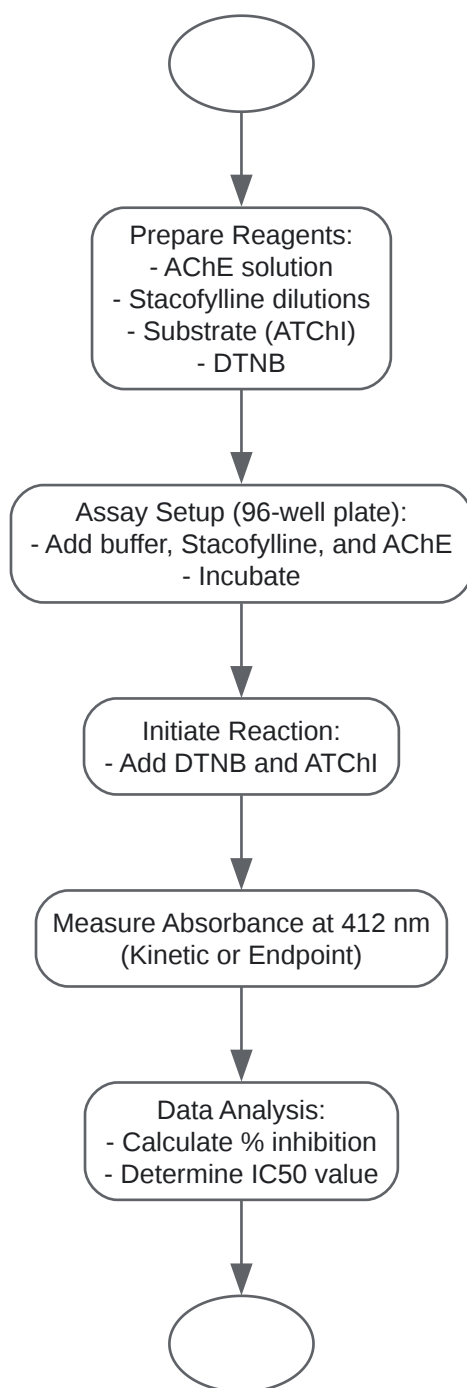 Prepare Reagents:
- AChE solution
- Stacofylline dilutions
- Substrate (ATChI)
- DTNB
Assay Setup (96-well plate):
- Add buffer, Stacofylline, and AChE
- Incubate
Initiate Reaction:
- Add DTNB and ATChI
Measure Absorbance at 412 nm
(Kinetic or Endpoint)
Data Analysis:
- Calculate % inhibition
- Determine IC50 value